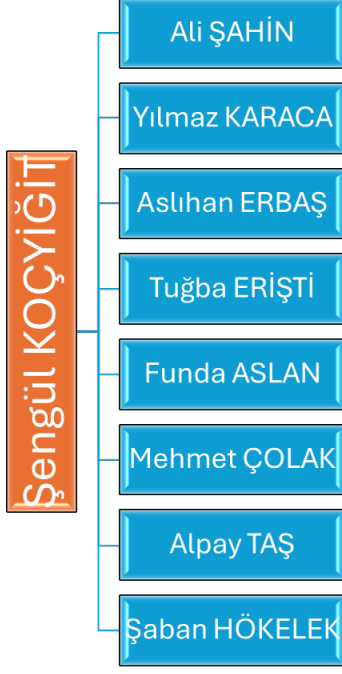 Şengül KOÇYİĞİT
Ali ŞAHİN
Yılmaz KARACA
Aslıhan ERBAŞ
Tuğba ERİŞTİ
Funda ASLAN
Mehmet ÇOLAK
Alpay TAŞ
Şaban HÖKELEK